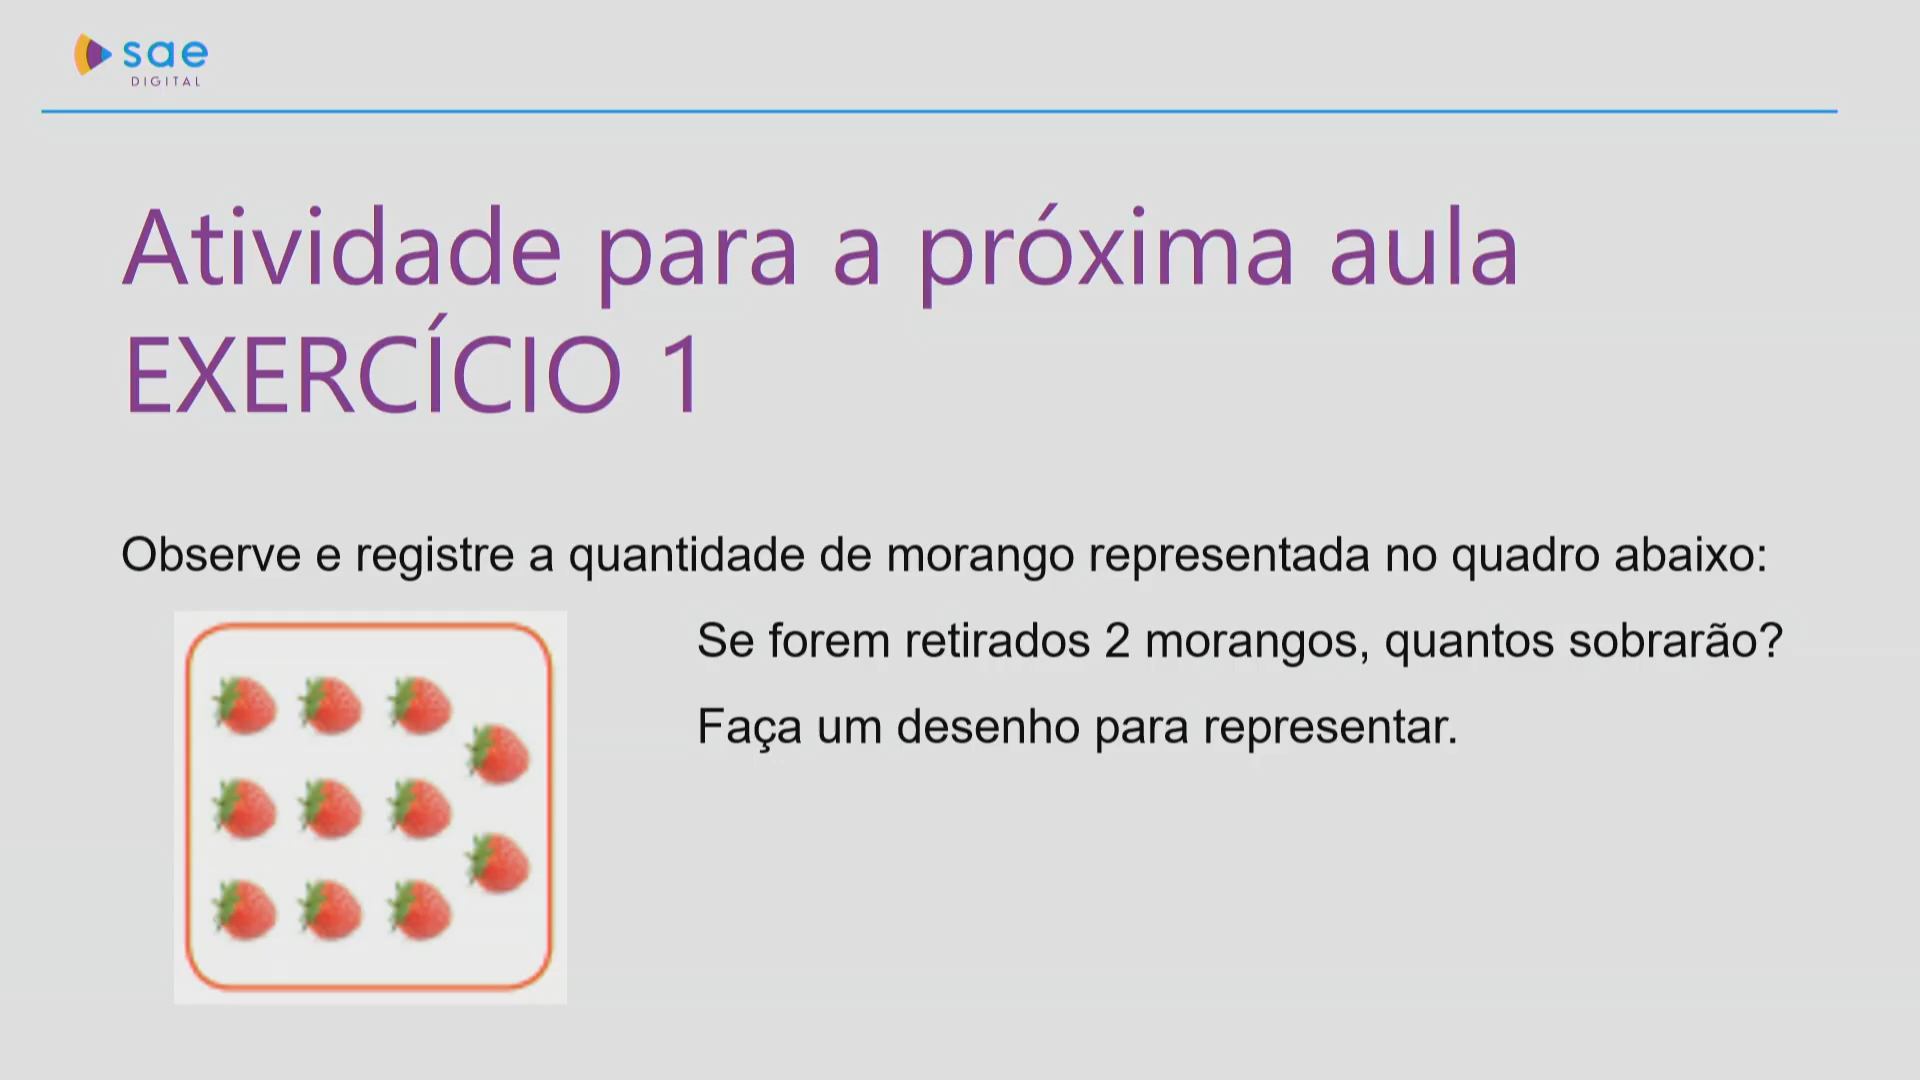 sae
DIGITAL
Atividade para a próxima aula
EXERCÍCIO 1
Observe e registre a quantidade de morango representada no quadro abaixo:
Se forem retirados 2 morangos, quantos sobrarão?
Faça um desenho para representar.